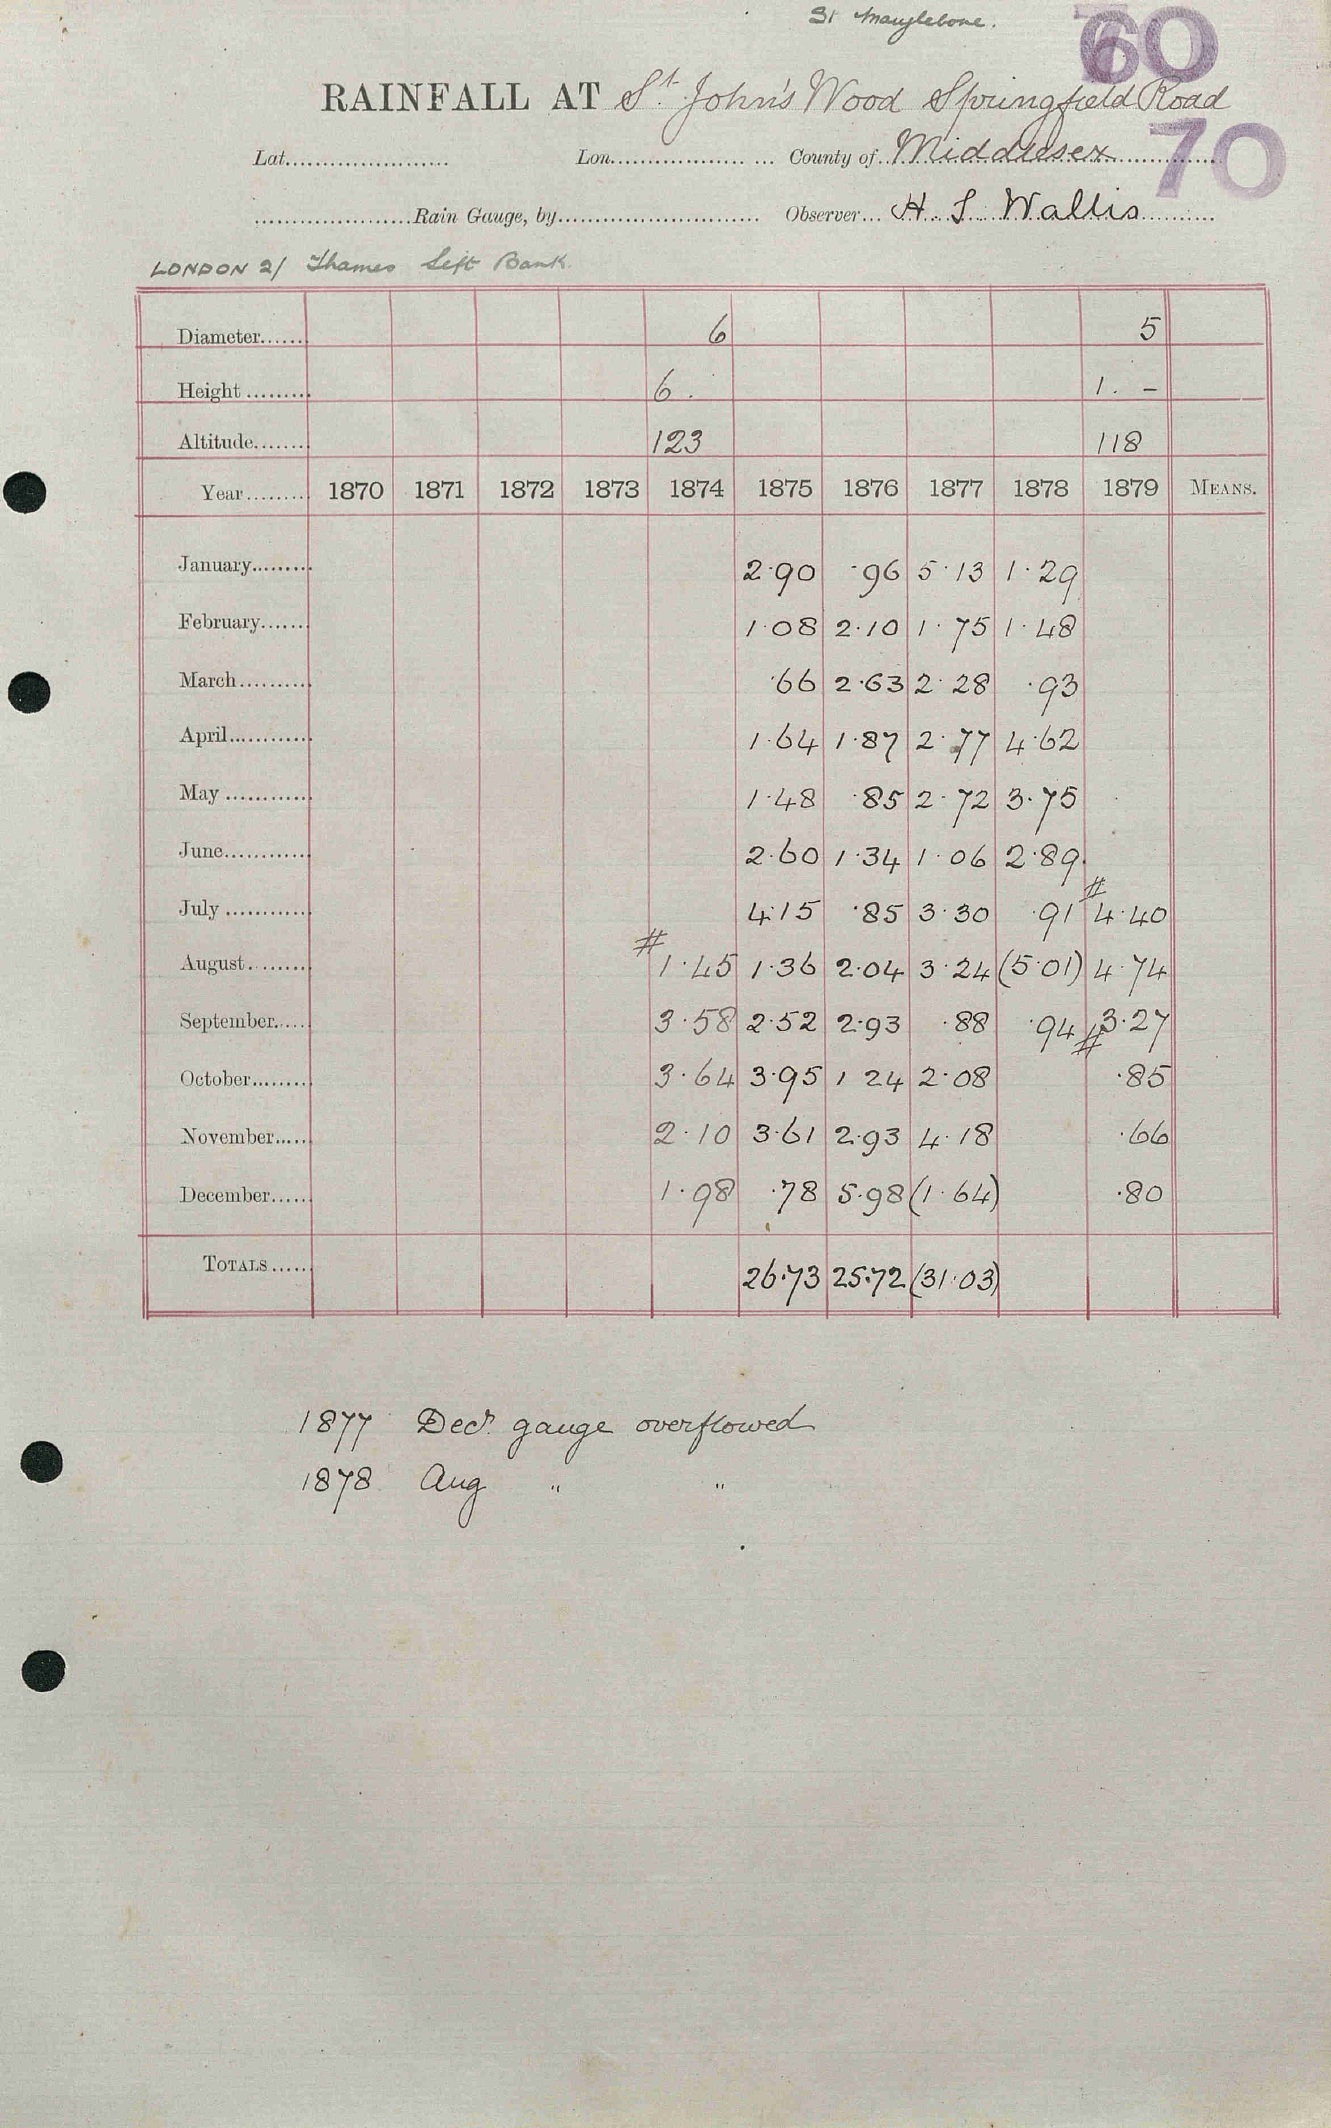 St Marylebone.
60
RAINFALL AT St John's Wood Springfield Road
70
Lat...................... Lon.................. ... County of Middlesex
.....................Rain Gauge, by........................... Observer... H. S. Wallis
LONDON 2/ Thames Left Bank.
Diameter...... 6 5
Height ......... 6 . 1. –
Altitude....... 123 118
Year......... 1870 1871 1872 1873 1874 1875 1876 1877 1878 1879 MEANS.
January......... 2·90 ·96 5·13 1·29
February...... 1·08 2·10 1·75 1·48
March.......... ·66 2·63 2·28 ·93
April............ 1·64 1·87 2·77 4·62
May ............ 1·48 ·85 2·72 3·75
June............ 2·60 1·34 1·06 2·89
July ............ 4·15 ·85 3·30 ·91 # 4·40
August......... # 1·45 1·36 2·04 3·24 (5·01) 4·74
September..... 3·58 2·52 2·93 ·88 ·94 3·27
October........ 3·64 3·95 1 24 2·08 # ·85
November..... 2·10 3·61 2·93 4·18 ·66
December..... 1·98 ·78 5·98 (1·64) ·80
TOTALS ..... 26·73 25·72 (31·03)
1877 Decr gauge overflowed
1878 Aug " "